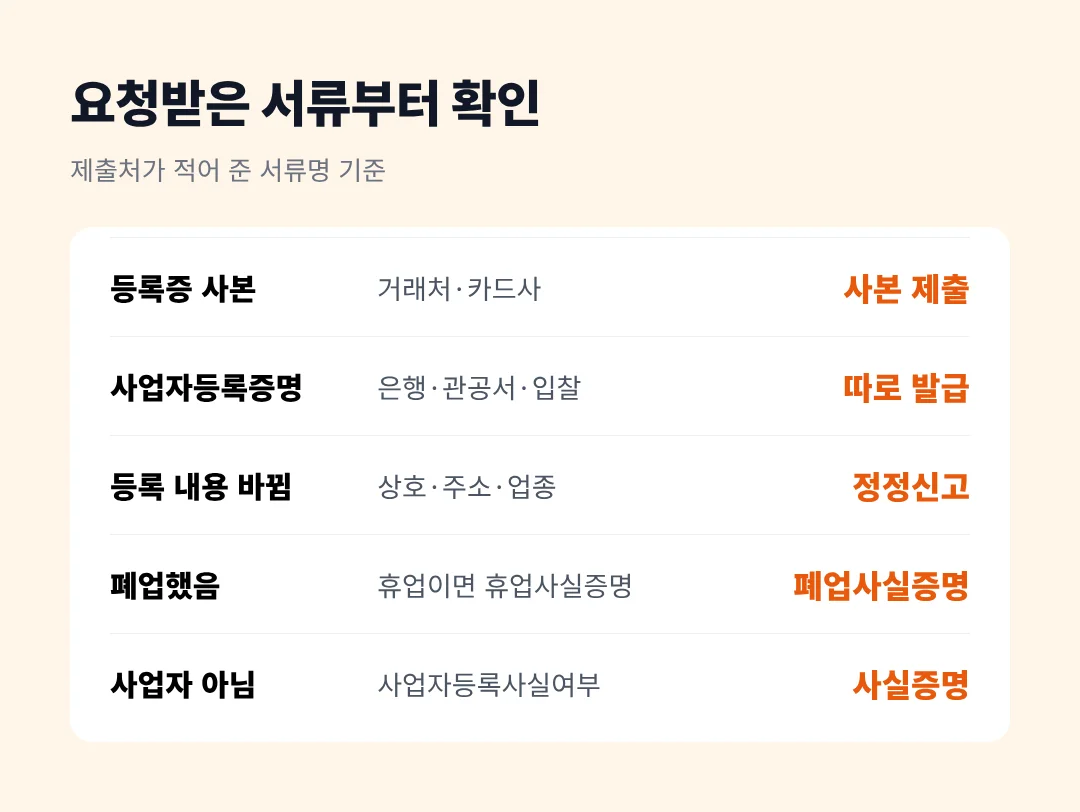 요청받은 서류부터 확인
제출처가 적어 준 서류명 기준
등록증 사본 거래처·카드사 사본 제출
사업자등록증명 은행·관공서·입찰 따로 발급
등록 내용 바뀜 상호·주소·업종 정정신고
폐업했음 휴업이면 휴업사실증명 폐업사실증명
사업자 아님 사업자등록사실여부 사실증명